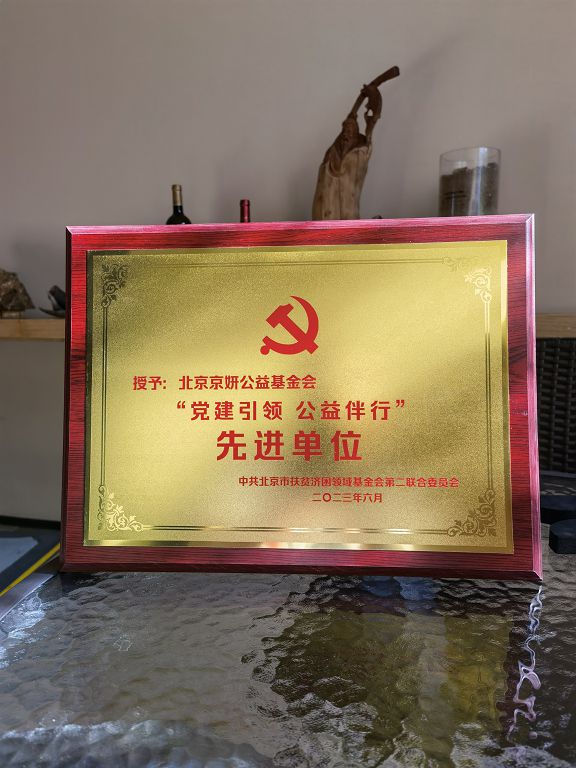 授予：北京京妍公益基金会
“党建引领 公益伴行”
先进单位
中共北京市扶贫济困领域基金会第二联合委员会
二〇二三年六月